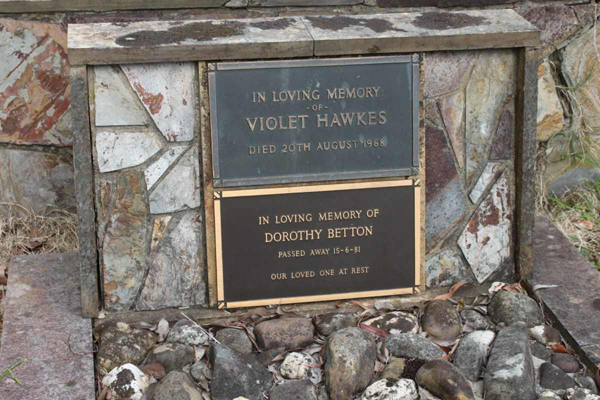 IN LOVING MEMORY
- OF -
VIOLET HAWKES
DIED 20TH AUGUST 1968
IN LOVING MEMORY OF
DOROTHY BETTON
PASSED AWAY 15-6-81
OUR LOVED ONE AT REST